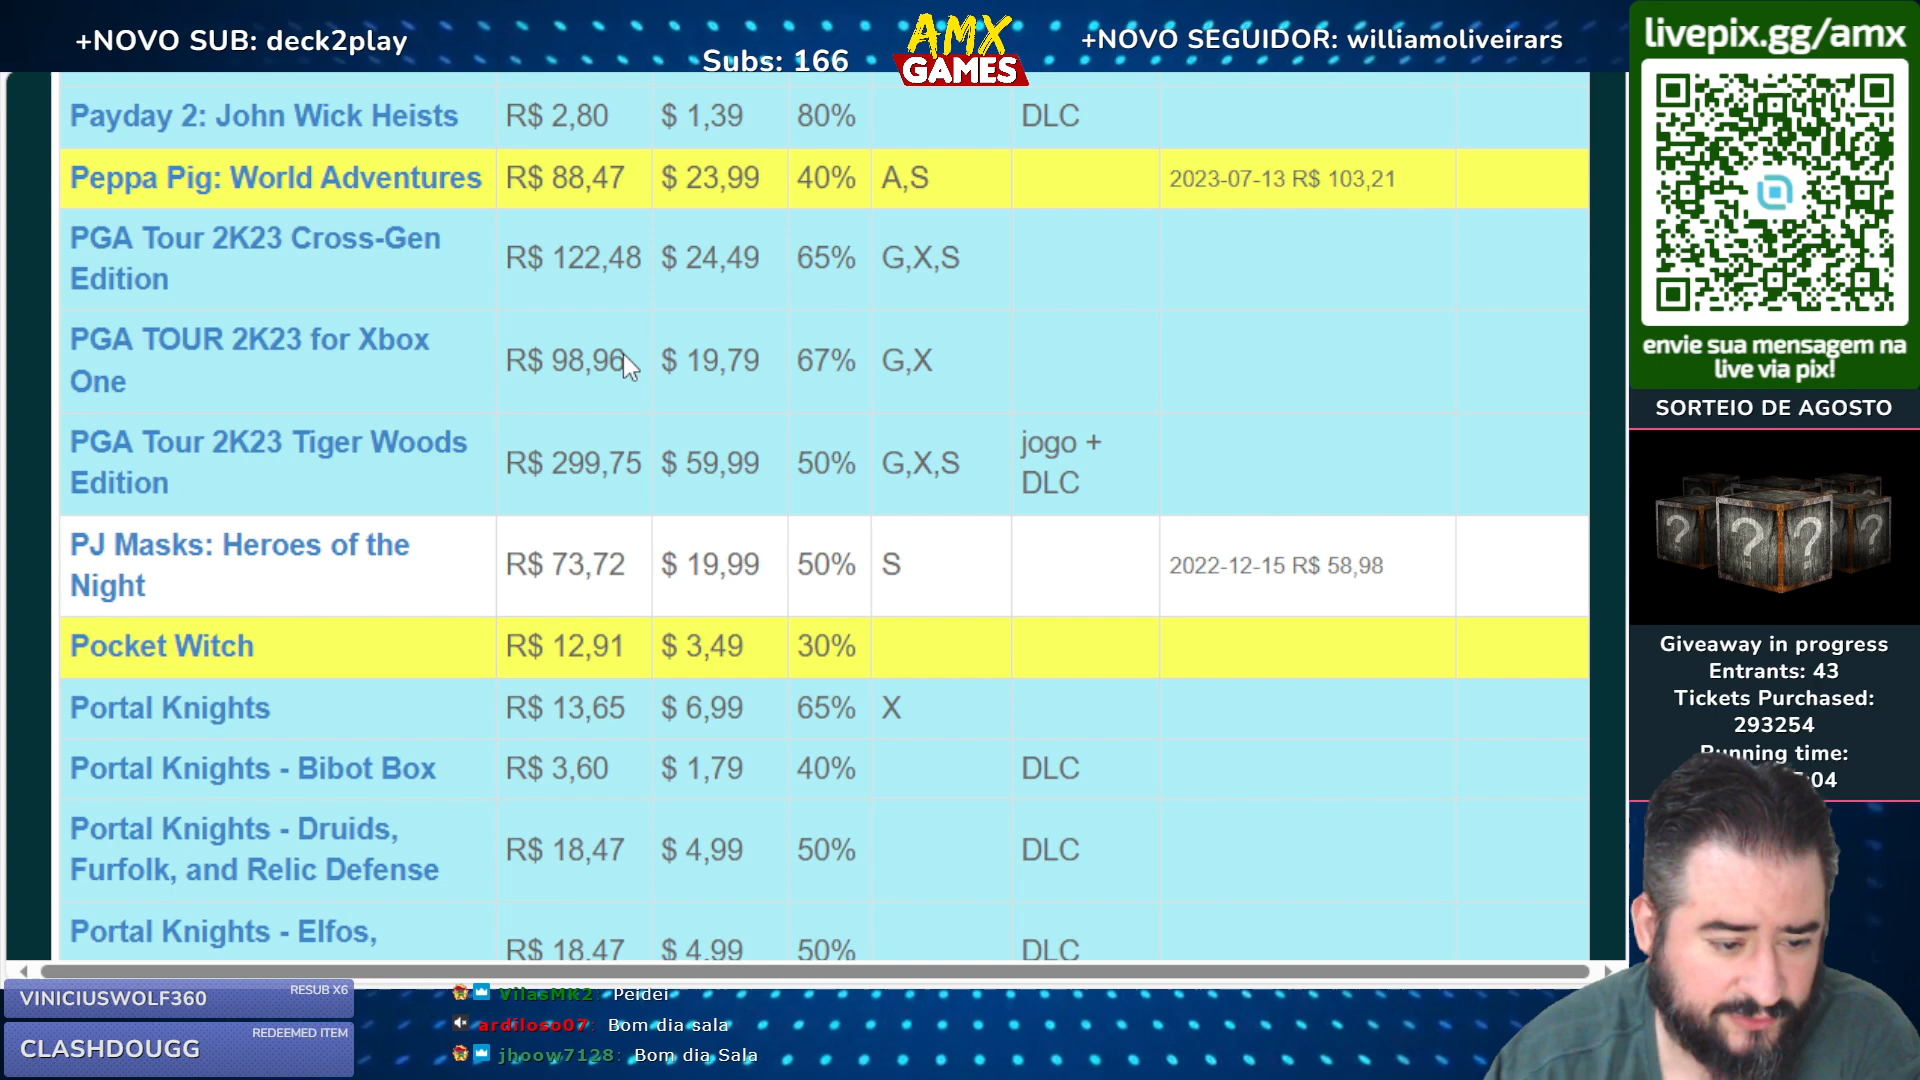 +NOVO SUB: deck2play
Subs: 166
AMX
GAMES
+NOVO SEGUIDOR: williamoliveirars
livepix.gg/amx
envie sua mensagem na
live via pix!
SORTEIO DE AGOSTO
Giveaway in progress
Entrants: 43
Tickets Purchased:
293254
Running time:
:04
Payday 2: John Wick Heists R$ 2,80 $ 1,39 80% DLC
Peppa Pig: World Adventures R$ 88,47 $ 23,99 40% A,S 2023-07-13 R$ 103,21
PGA Tour 2K23 Cross-Gen
Edition R$ 122,48 $ 24,49 65% G,X,S
PGA TOUR 2K23 for Xbox
One R$ 98,96 $ 19,79 67% G,X
PGA Tour 2K23 Tiger Woods
Edition R$ 299,75 $ 59,99 50% G,X,S jogo +
DLC
PJ Masks: Heroes of the
Night R$ 73,72 $ 19,99 50% S 2022-12-15 R$ 58,98
Pocket Witch R$ 12,91 $ 3,49 30%
Portal Knights R$ 13,65 $ 6,99 65% X
Portal Knights - Bibot Box R$ 3,60 $ 1,79 40% DLC
Portal Knights - Druids,
Furfolk, and Relic Defense R$ 18,47 $ 4,99 50% DLC
Portal Knights - Elfos,
R$ 18,47 $ 4,99 50% DLC
VINICIUSWOLF360 RESUB X6
REDEEMED ITEM
CLASHDOUGG
VilasMK2: Peidei
ardiloso07: Bom dia sala
jhoow7128: Bom dia Sala